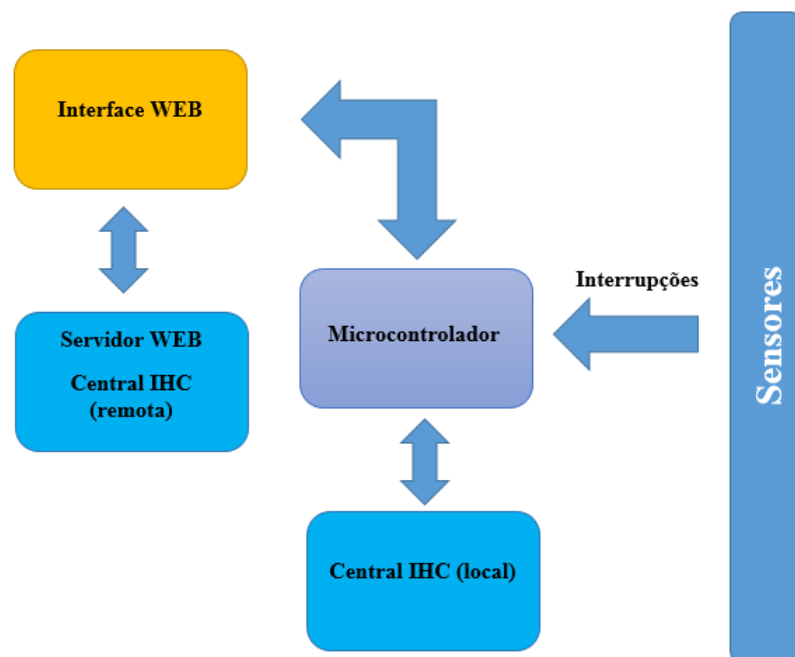 Interface WEB
Servidor WEB
Central IHC
(remota)
Microcontrolador
Central IHC (local)
Interrupções
Sensores